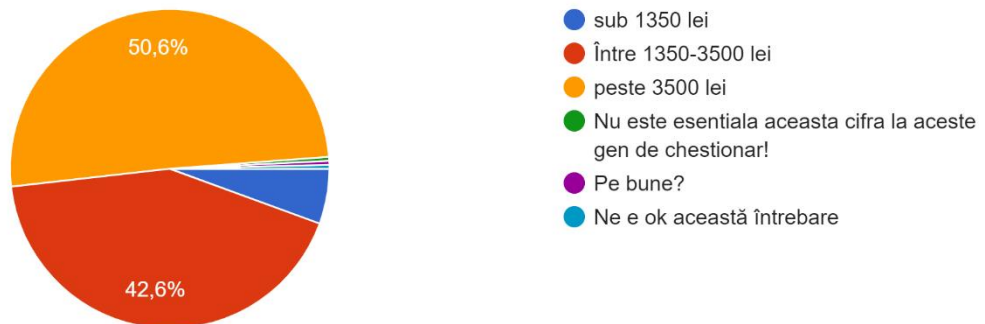 50,6%
42,6%
sub 1350 lei
Între 1350-3500 lei
peste 3500 lei
Nu este esentiala aceasta cifra la aceste
gen de chestionar!
Pe bune?
Ne e ok această întrebare